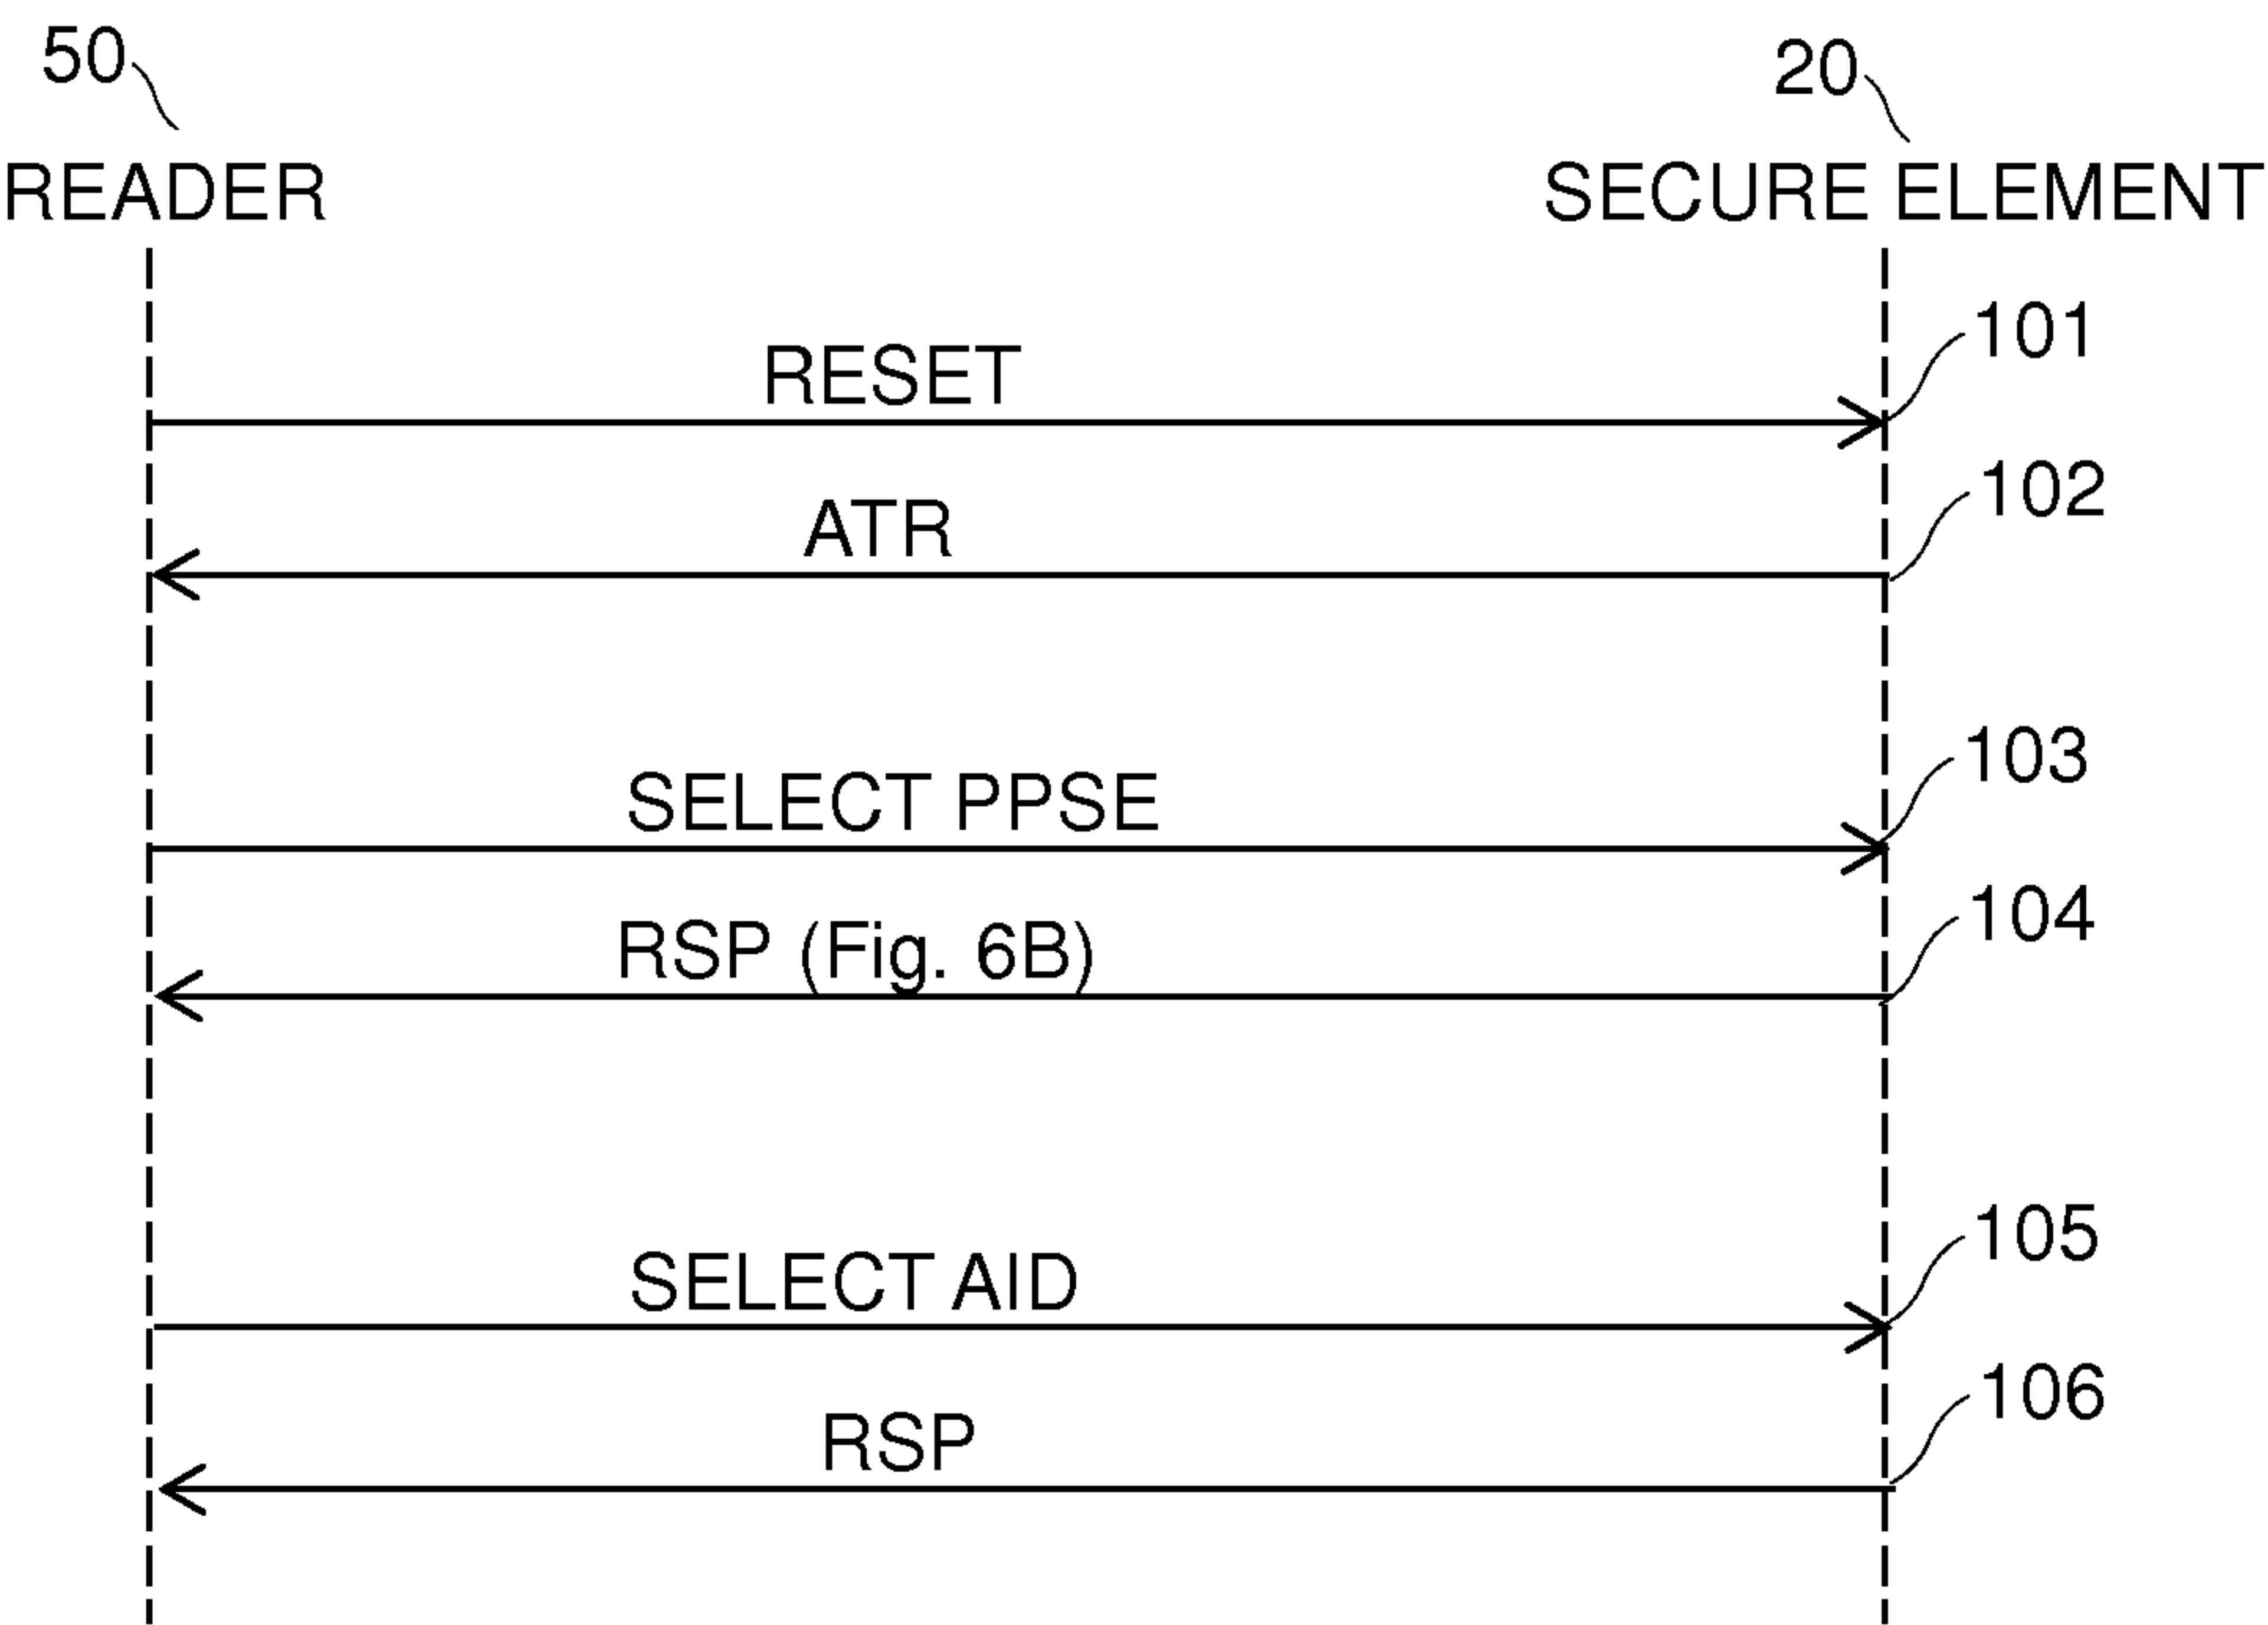 50
20
READER
SECURE ELEMENT
101
RESET
102
ATR
103
SELECT PPSE
104
RSP (Fig. 6B)
105
SELECT AID
106
RSP